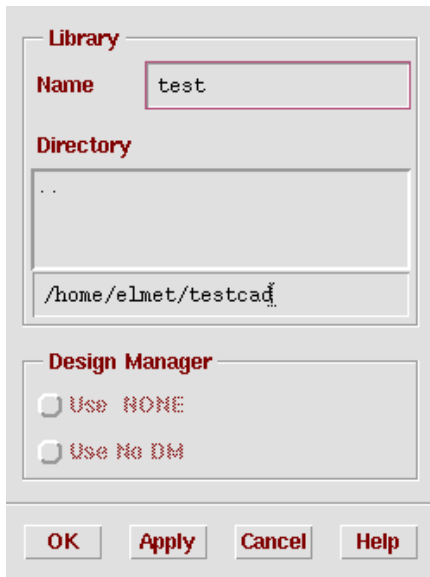 Library
Name test
Directory
..
/home/elmet/testcad
Design Manager
Use NONE
Use No DM
OK Apply Cancel Help